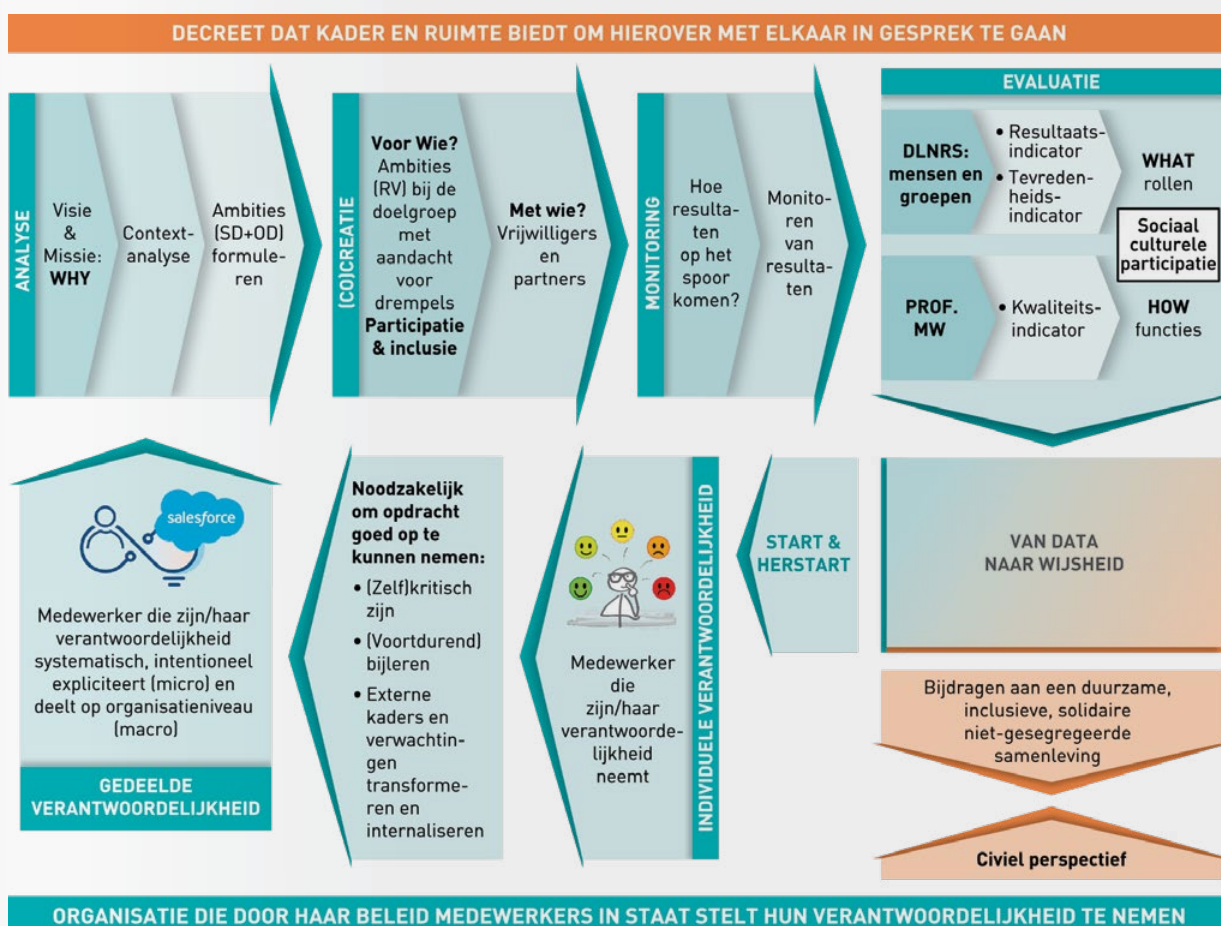 DECREET DAT KADER EN RUIMTE BIEDT OM HIEROVER MET ELKAAR IN GESPREK TE GAAN
ANALYSE
Visie
&
Missie:
WHY
Context-
analyse
Ambities
(SD+OD)
formule-
ren
(CO)CREATIE
Voor Wie?
Ambities
(RV) bij de
doelgroep
met
aandacht
voor
drempels
Participatie
& inclusie
Met wie?
Vrijwilligers
en
partners
MONITORING
Hoe
resulta-
ten
op het
spoor
komen?
Monito-
ren
van
resulta-
ten
EVALUATIE
DLNRS:
mensen en
groepen
• Resultaats-
indicator
• Tevreden-
heids-
indicator
WHAT
rollen
Sociaal
culturele
participatie
PROF.
MW
• Kwaliteits-
indicator
HOW
functies
salesforce
Medewerker die zijn/haar
verantwoordelijkheid
systematisch, intentioneel
expliciteert (micro) en
deelt op organisatieniveau
(macro)
GEDEELDE
VERANTWOORDELIJKHEID
Noodzakelijk
om opdracht
goed op te
kunnen nemen:
• (Zelf)kritisch
zijn
• (Voortdurend)
bijleren
• Externe
kaders en
verwachtin-
gen
transforme-
ren en
internaliseren
Medewerker
die
zijn/haar
verantwoorde-
lijkheid
neemt
INDIVIDUELE VERANTWOORDELIJKHEID
START &
HERSTART
VAN DATA
NAAR WIJSHEID
Bijdragen aan een duurzame,
inclusieve, solidaire
niet-gesegregeerde
samenleving
Civiel perspectief
ORGANISATIE DIE DOOR HAAR BELEID MEDEWERKERS IN STAAT STELT HUN VERANTWOORDELIJKHEID TE NEMEN